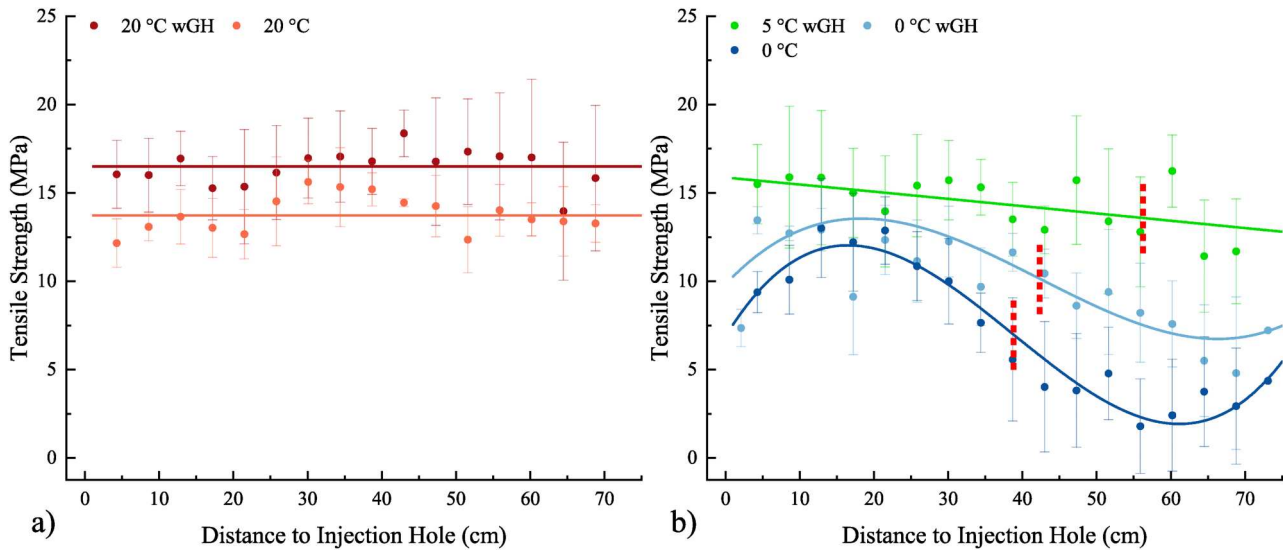 20 °C wGH 20 °C
25
20
15
10
5
0
Tensile Strength (MPa)
0 10 20 30 40 50 60 70
Distance to Injection Hole (cm)
a)
5 °C wGH 0 °C wGH
0 °C
25
20
15
10
5
0
Tensile Strength (MPa)
0 10 20 30 40 50 60 70
Distance to Injection Hole (cm)
b)